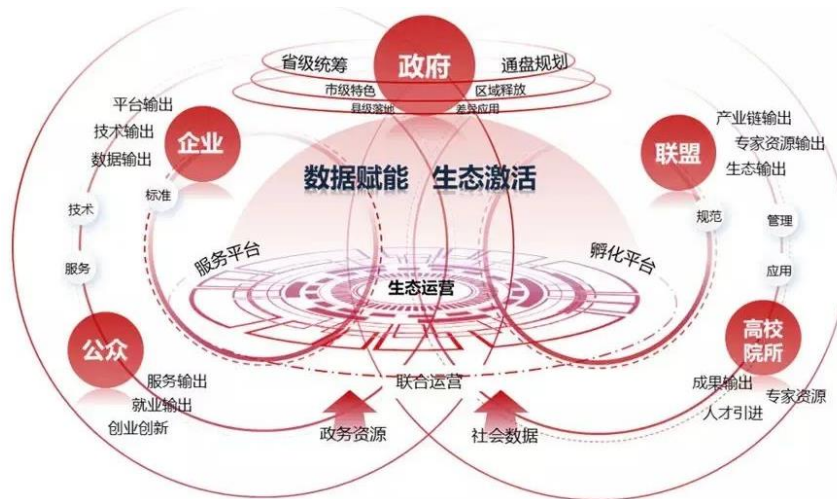 政府
省级统筹
通盘规划
市级特色
区域释放
县级落地
差异应用
平台输出
技术输出
数据输出
企业
产业链输出
专家资源输出
生态输出
联盟
数据赋能 生态激活
技术
标准
规范
管理
服务
服务平台
孵化平台
应用
生态运营
公众
高校
院所
服务输出
就业输出
创业创新
联合运营
成果输出
专家资源
人才引进
政务资源
社会数据